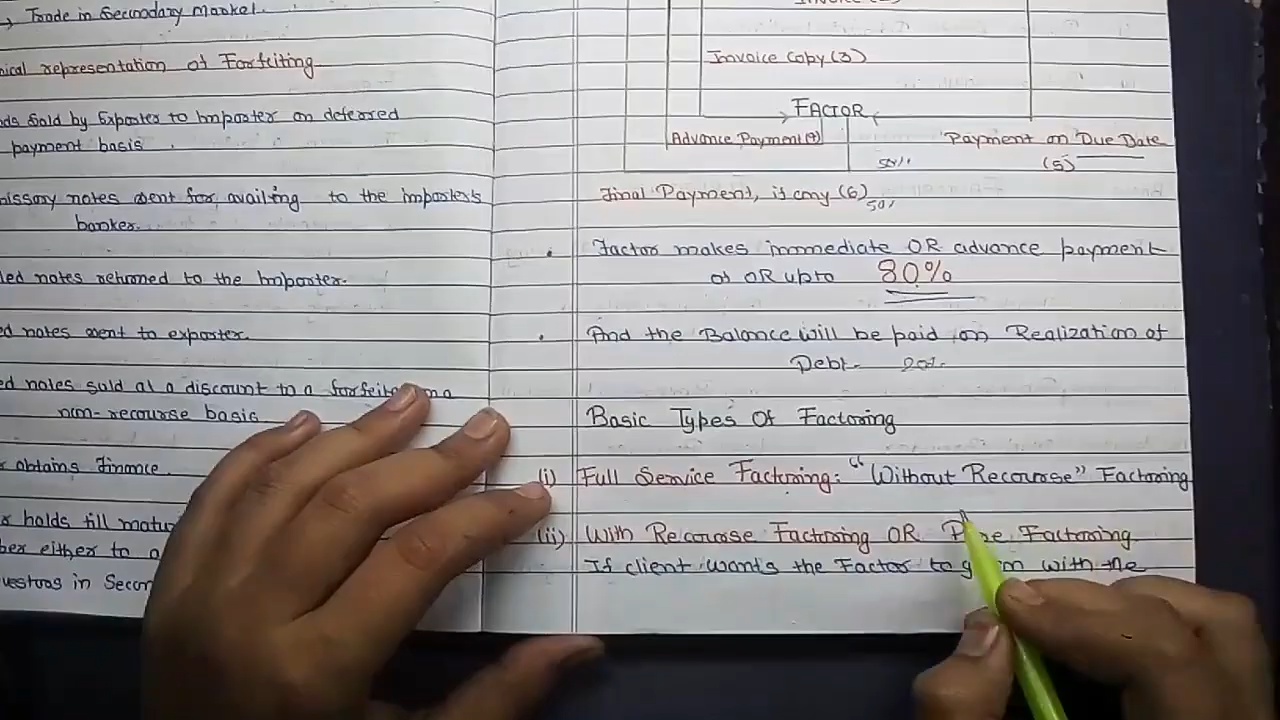 → Trade in Secondary Market.
ical representation of Forfeiting
ds Sold by Exporter to Importer on deferred
payment basis .
missory notes sent for availing to the importer's
banker.
led notes returned to the Importer.
ed notes sent to exporter.
ed notes sold at a discount to a forfeiter on a
non-recourse basis
r obtains finance.
r holds till matu
ber either to a
vestors in Secon
Invoice Copy (3)
FACTOR
Advance Payment (4)
Payment on Due Date
(5)
50%
Final Payment, if any (6)
50%
• Factor makes immediate OR advance payment
of OR upto 80%
• And the Balance will be paid on Realization of
Debt- 20%
Basic Types Of Factoring
(i) Full Service Factoring: "Without Recourse" Factoring
(ii) With Recourse Factoring OR Pure Factoring
If client wants the Factor to with the